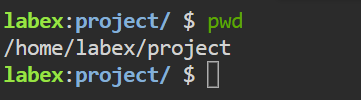 labex:project/ $ pwd
/home/labex/project
labex:project/ $